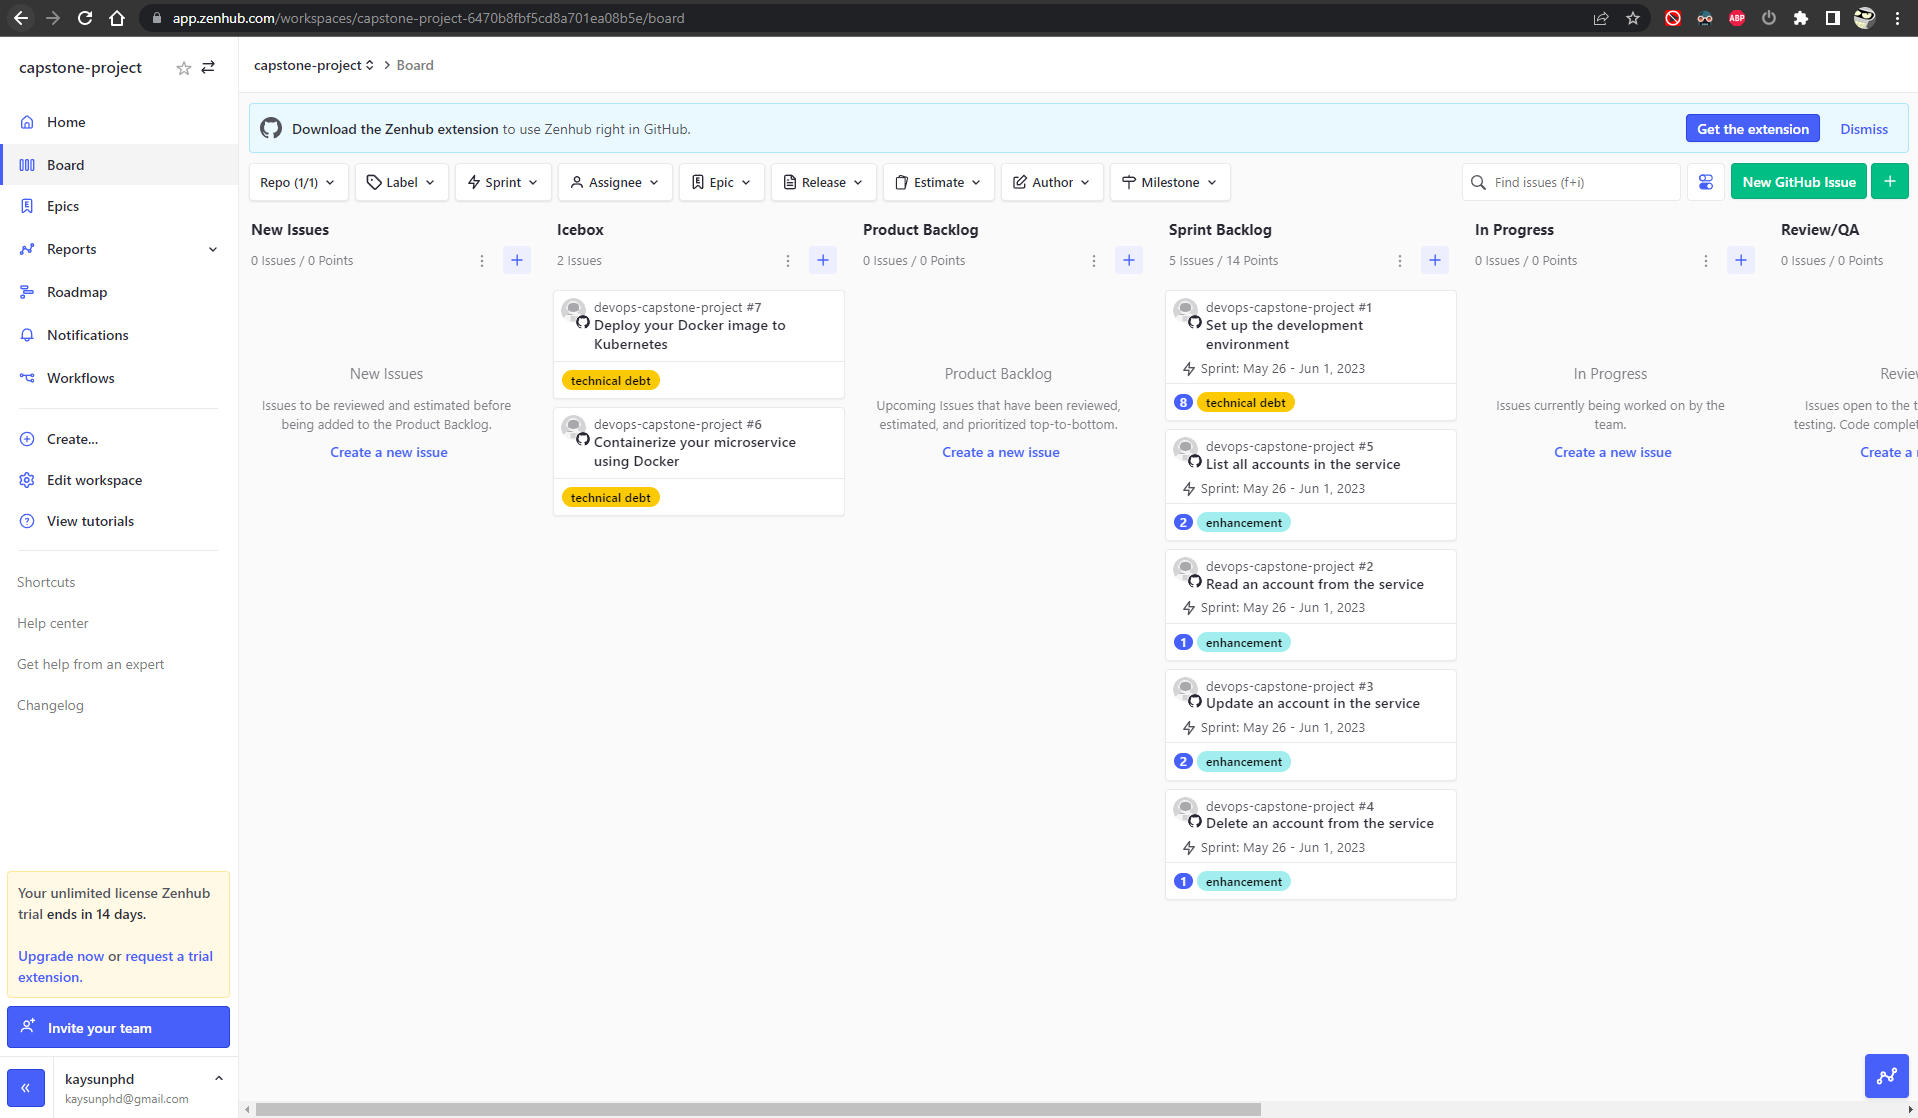 app.zenhub.com/workspaces/capstone-project-6470b8fbf5cd8a701ea08b5e/board
ABP
capstone-project
Home
Board
Epics
Reports
Roadmap
Notifications
Workflows
Create...
Edit workspace
View tutorials
Shortcuts
Help center
Get help from an expert
Changelog
Your unlimited license Zenhub
trial ends in 14 days.
Upgrade now or request a trial
extension.
Invite your team
kaysunphd
kaysunphd@gmail.com
capstone-project > Board
Download the Zenhub extension to use Zenhub right in GitHub.
Get the extension
Dismiss
Repo (1/1)
Label
Sprint
Assignee
Epic
Release
Estimate
Author
Milestone
Find issues (f+i)
New GitHub Issue
New Issues
0 Issues / 0 Points
New Issues
Issues to be reviewed and estimated before
being added to the Product Backlog.
Create a new issue
Icebox
2 Issues
devops-capstone-project #7
Deploy your Docker image to
Kubernetes
technical debt
devops-capstone-project #6
Containerize your microservice
using Docker
technical debt
Product Backlog
0 Issues / 0 Points
Product Backlog
Upcoming Issues that have been reviewed,
estimated, and prioritized top-to-bottom.
Create a new issue
Sprint Backlog
5 Issues / 14 Points
devops-capstone-project #1
Set up the development
environment
Sprint: May 26 - Jun 1, 2023
8 technical debt
devops-capstone-project #5
List all accounts in the service
Sprint: May 26 - Jun 1, 2023
2 enhancement
devops-capstone-project #2
Read an account from the service
Sprint: May 26 - Jun 1, 2023
1 enhancement
devops-capstone-project #3
Update an account in the service
Sprint: May 26 - Jun 1, 2023
2 enhancement
devops-capstone-project #4
Delete an account from the service
Sprint: May 26 - Jun 1, 2023
1 enhancement
In Progress
0 Issues / 0 Points
In Progress
Issues currently being worked on by the
team.
Create a new issue
Review/QA
0 Issues / 0 Points
Review
Issues open to the t
testing. Code complet
Create a